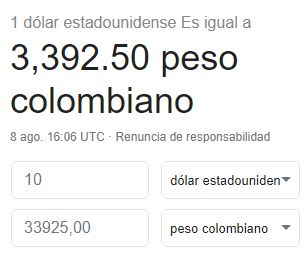 1 dólar estadounidense Es igual a
3,392.50 peso
colombiano
8 ago. 16:06 UTC · Renuncia de responsabilidad
10 dólar estadouniden
33925,00 peso colombiano